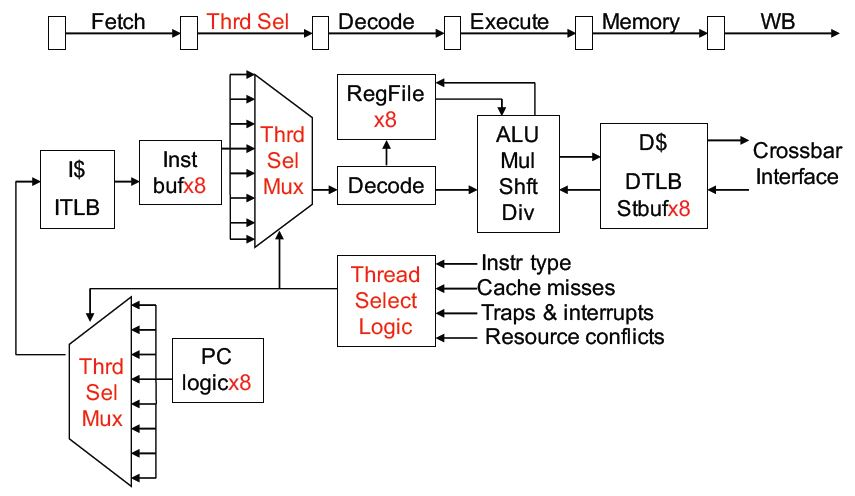 Fetch
Thrd Sel
Decode
Execute
Memory
WB
I$
ITLB
Inst
bufx8
Thrd
Sel
Mux
RegFile
x8
Decode
ALU
Mul
Shft
Div
D$
DTLB
Stbufx8
Crossbar
Interface
Thread
Select
Logic
Instr type
Cache misses
Traps & interrupts
Resource conflicts
Thrd
Sel
Mux
PC
logicx8